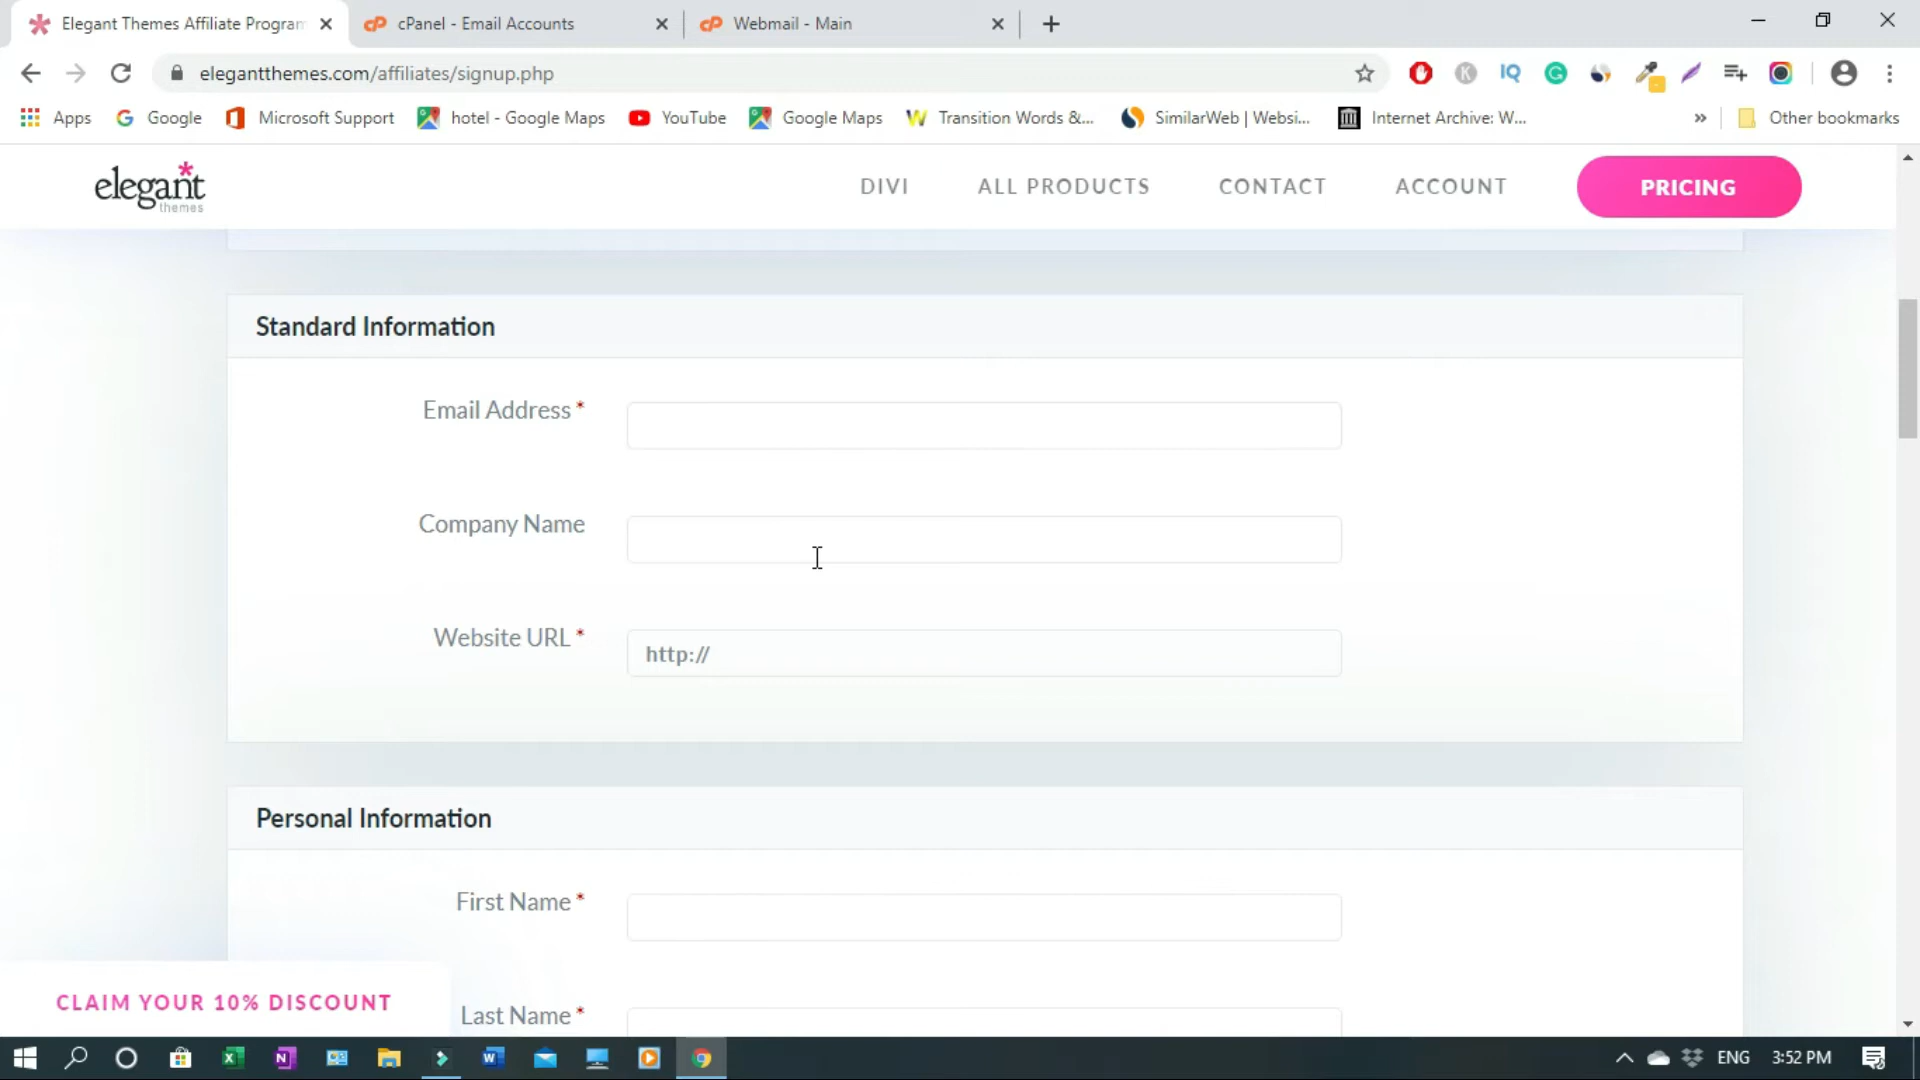 Elegant Themes Affiliate Program
cPanel - Email Accounts
Webmail - Main
elegantthemes.com/affiliates/signup.php
Apps
Google
Microsoft Support
hotel - Google Maps
YouTube
Google Maps
Transition Words &...
SimilarWeb | Websi...
Internet Archive: W...
»
Other bookmarks
elegant
themes
DIVI
ALL PRODUCTS
CONTACT
ACCOUNT
PRICING
Standard Information
Email Address *
Company Name
Website URL *
http://
Personal Information
First Name *
Last Name *
CLAIM YOUR 10% DISCOUNT
ENG
3:52 PM